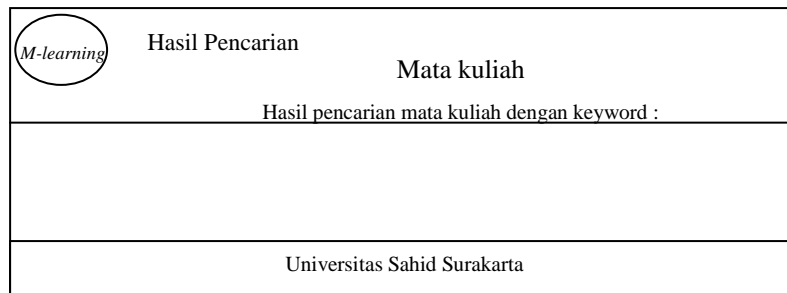 M-learning
Hasil Pencarian
Mata kuliah
Hasil pencarian mata kuliah dengan keyword :
Universitas Sahid Surakarta